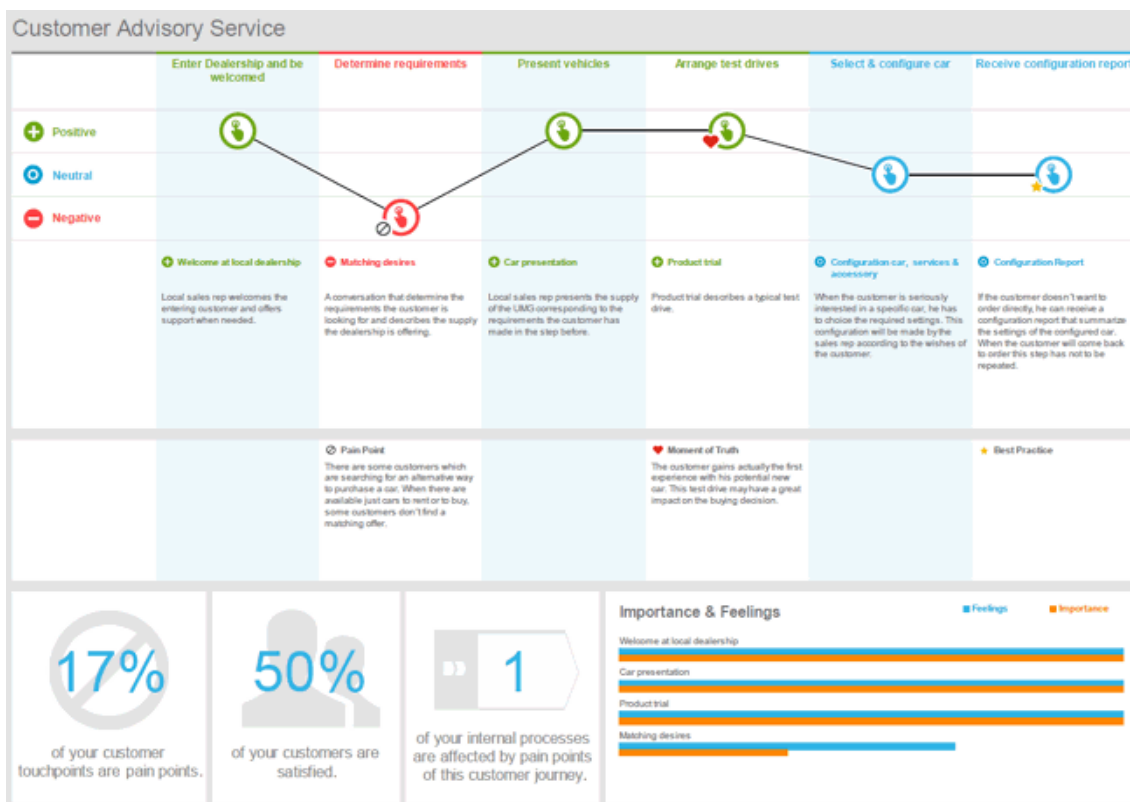 Customer Advisory Service
Enter Dealership and be
welcomed
Determine requirements
Present vehicles
Arrange test drives
Select & configure car
Receive configuration report
Positive
Neutral
Negative
Welcome at local dealership
Local sales rep welcomes the
entering customer and offers
support when needed.
Matching desires
A conversation that determine the
requirements the customer is
looking for and describes the supply
the dealership is offering.
Car presentation
Local sales rep presents the supply
of the UMG corresponding to the
requirements the customer has
made in the step before.
Product trial
Product trial describes a typical test
drive.
Configuration car, services &
accessory
When the customer is seriously
interested in a specific car, he has
to choice the required settings. This
configuration will be made by the
sales rep according to the wishes of
the customer.
Configuration Report
If the customer doesn't want to
order directly, he can receive a
configuration report that summarize
the settings of the configured car.
When the customer will come back
to order this step has not to be
repeated.
Pain Point
There are some customers which
are searching for an alternative way
to purchase a car. When there are
available just cars to rent or to buy,
some customers don't find a
matching offer.
Moment of Truth
The customer gains actually the first
experience with his potential new
car. This test drive may have a great
impact on the buying decision.
Best Practice
17%
of your customer
touchpoints are pain points.
50%
of your customers are
satisfied.
1
of your internal processes
are affected by pain points
of this customer journey.
Importance & Feelings
Feelings
Importance
Welcome at local dealership
Car presentation
Product trial
Matching desires